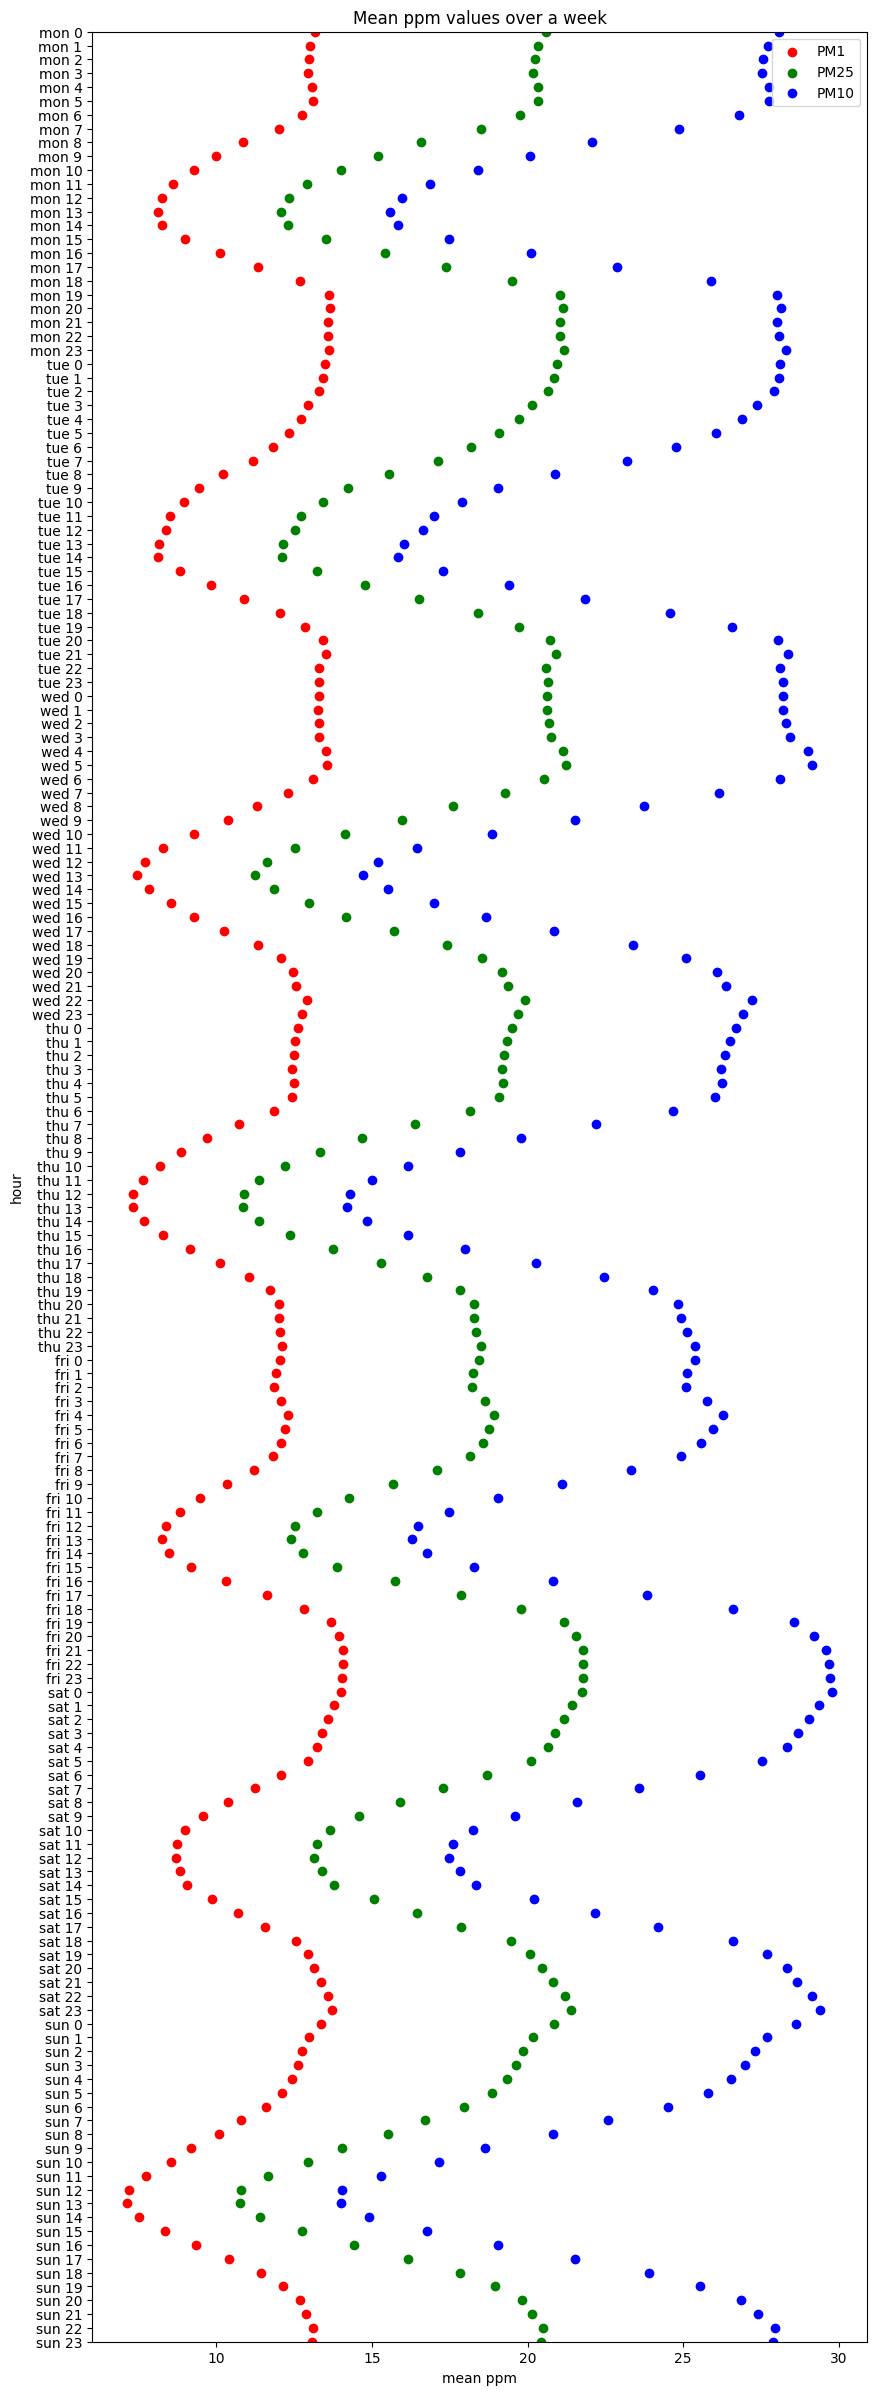 Mean ppm values over a week
PM1
PM25
PM10
hour
mon 0
mon 1
mon 2
mon 3
mon 4
mon 5
mon 6
mon 7
mon 8
mon 9
mon 10
mon 11
mon 12
mon 13
mon 14
mon 15
mon 16
mon 17
mon 18
mon 19
mon 20
mon 21
mon 22
mon 23
tue 0
tue 1
tue 2
tue 3
tue 4
tue 5
tue 6
tue 7
tue 8
tue 9
tue 10
tue 11
tue 12
tue 13
tue 14
tue 15
tue 16
tue 17
tue 18
tue 19
tue 20
tue 21
tue 22
tue 23
wed 0
wed 1
wed 2
wed 3
wed 4
wed 5
wed 6
wed 7
wed 8
wed 9
wed 10
wed 11
wed 12
wed 13
wed 14
wed 15
wed 16
wed 17
wed 18
wed 19
wed 20
wed 21
wed 22
wed 23
thu 0
thu 1
thu 2
thu 3
thu 4
thu 5
thu 6
thu 7
thu 8
thu 9
thu 10
thu 11
thu 12
thu 13
thu 14
thu 15
thu 16
thu 17
thu 18
thu 19
thu 20
thu 21
thu 22
thu 23
fri 0
fri 1
fri 2
fri 3
fri 4
fri 5
fri 6
fri 7
fri 8
fri 9
fri 10
fri 11
fri 12
fri 13
fri 14
fri 15
fri 16
fri 17
fri 18
fri 19
fri 20
fri 21
fri 22
fri 23
sat 0
sat 1
sat 2
sat 3
sat 4
sat 5
sat 6
sat 7
sat 8
sat 9
sat 10
sat 11
sat 12
sat 13
sat 14
sat 15
sat 16
sat 17
sat 18
sat 19
sat 20
sat 21
sat 22
sat 23
sun 0
sun 1
sun 2
sun 3
sun 4
sun 5
sun 6
sun 7
sun 8
sun 9
sun 10
sun 11
sun 12
sun 13
sun 14
sun 15
sun 16
sun 17
sun 18
sun 19
sun 20
sun 21
sun 22
sun 23
10 15 20 25 30
mean ppm